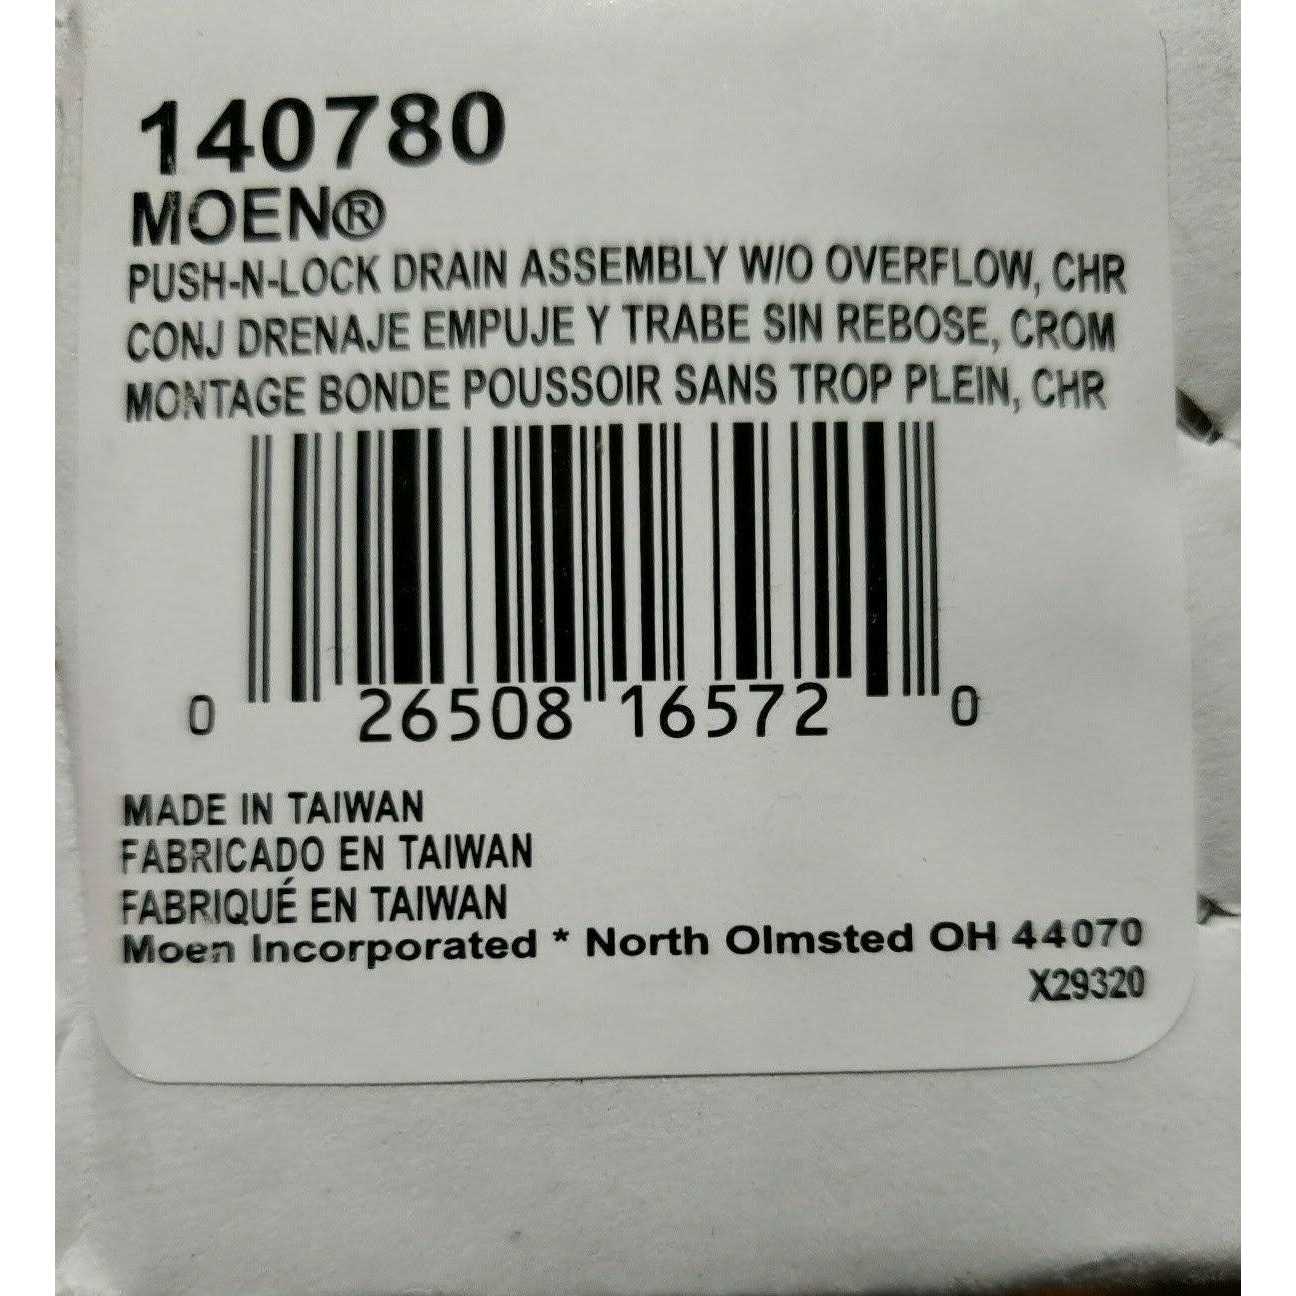 140780
MOEN®
PUSH-N-LOCK DRAIN ASSEMBLY W/O OVERFLOW, CHR
CONJ DRENAJE EMPUJE Y TRABE SIN REBOSE, CROM
MONTAGE BONDE POUSSOIR SANS TROP PLEIN, CHR
0 26508 16572 0
MADE IN TAIWAN
FABRICADO EN TAIWAN
FABRIQUÉ EN TAIWAN
Moen Incorporated * North Olmsted OH 44070
X29320